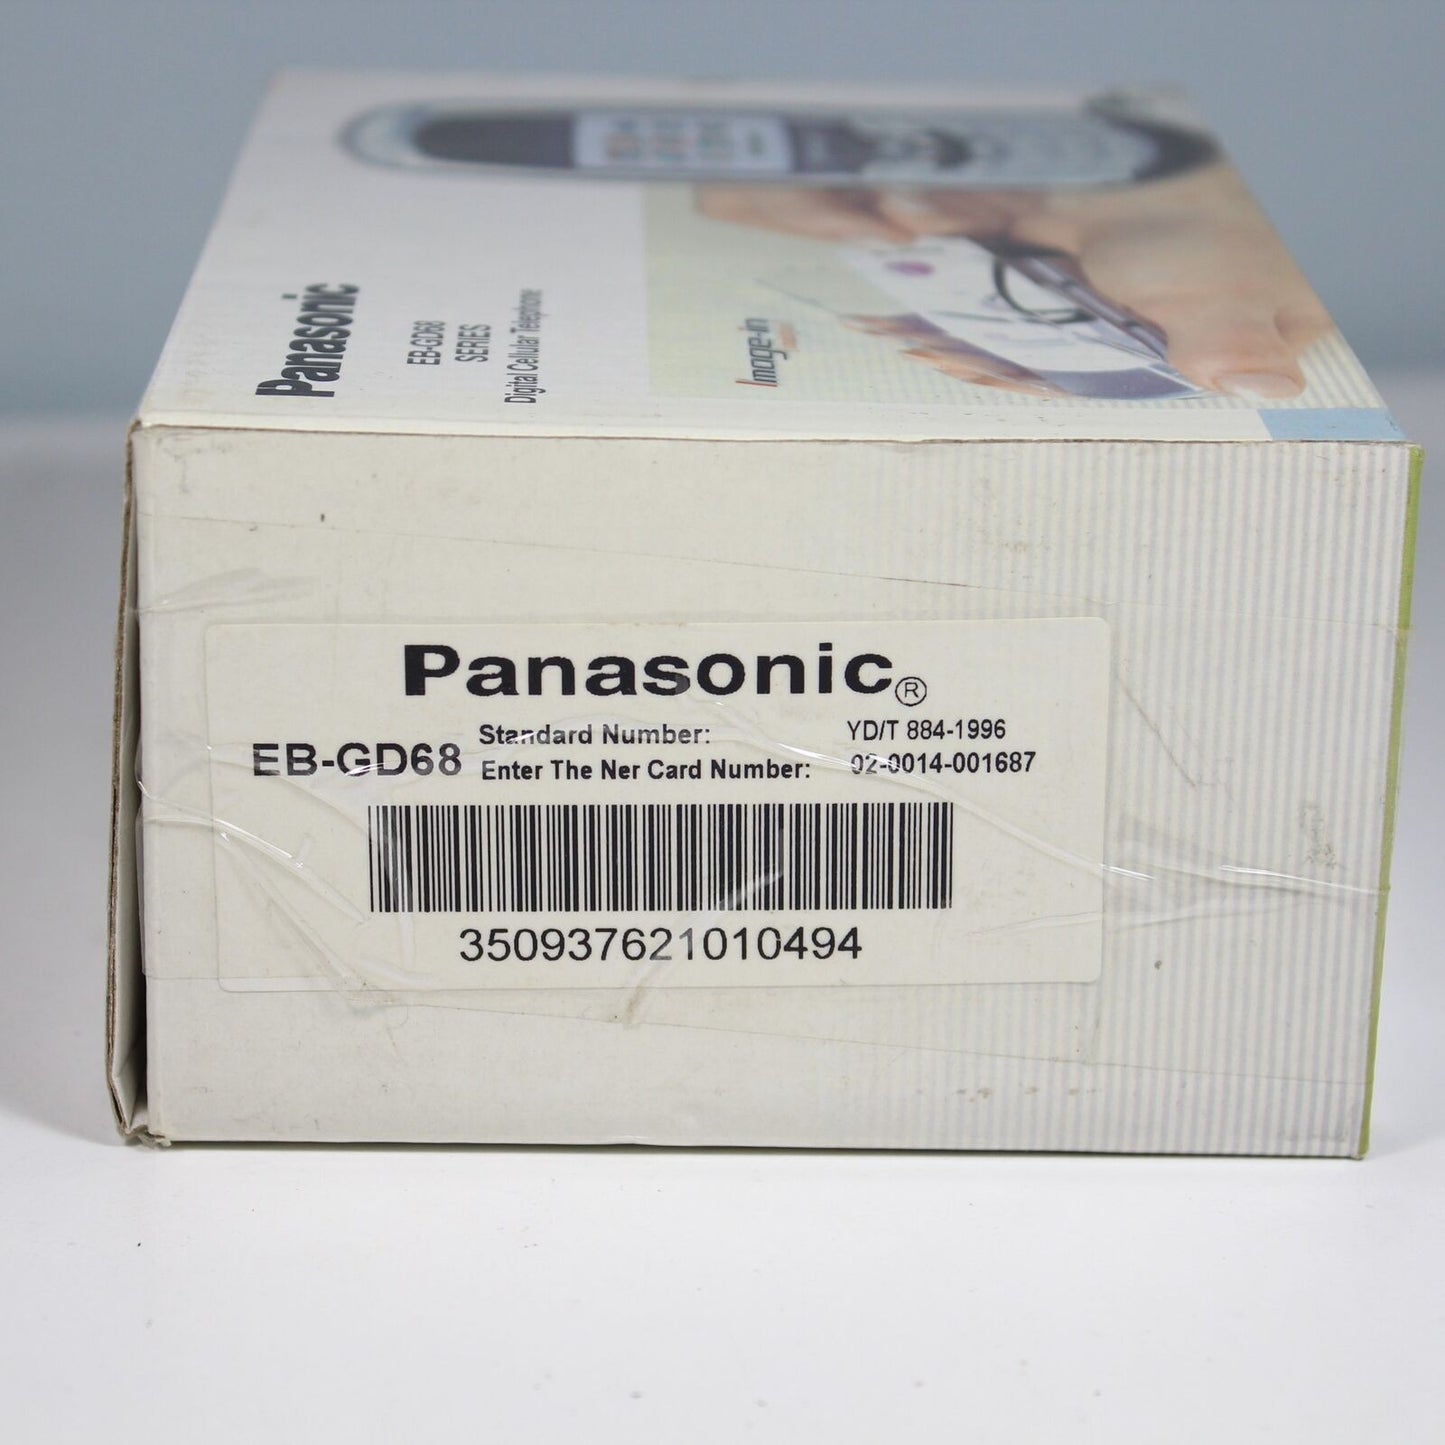 Panasonic
EB-GD68
SERIES
Digital Cellular Telephone
Image-in
Panasonic®
EB-GD68
Standard Number: YD/T 884-1996
Enter The Ner Card Number: 02-0014-001687
350937621010494